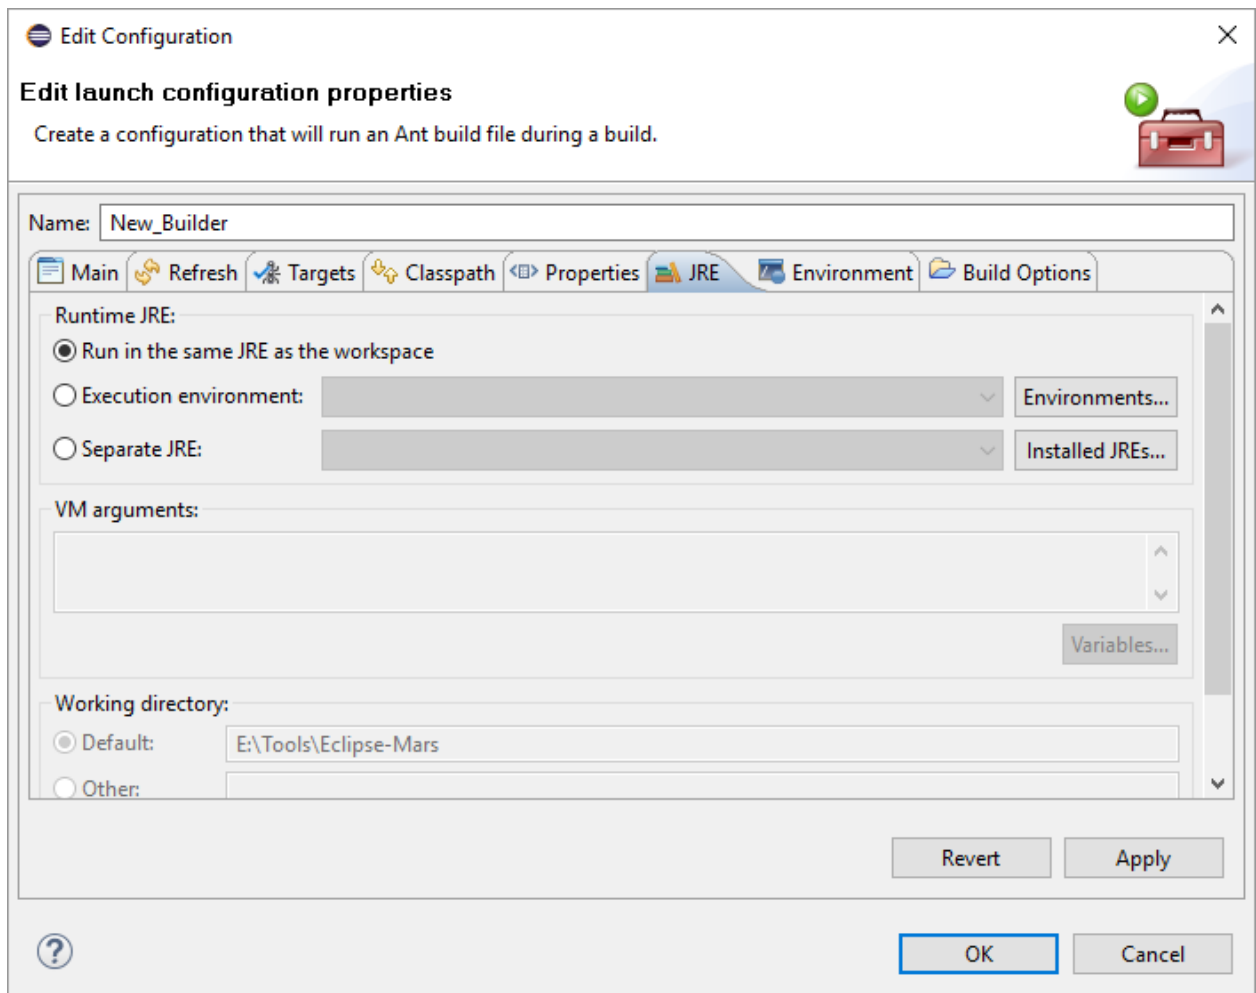 Edit Configuration
Edit launch configuration properties
Create a configuration that will run an Ant build file during a build.
Name: New_Builder
Main Refresh Targets Classpath Properties JRE Environment Build Options
Runtime JRE:
Run in the same JRE as the workspace
Execution environment: Environments...
Separate JRE: Installed JREs...
VM arguments:
Variables...
Working directory:
Default: E:\Tools\Eclipse-Mars
Other:
Revert Apply
OK Cancel